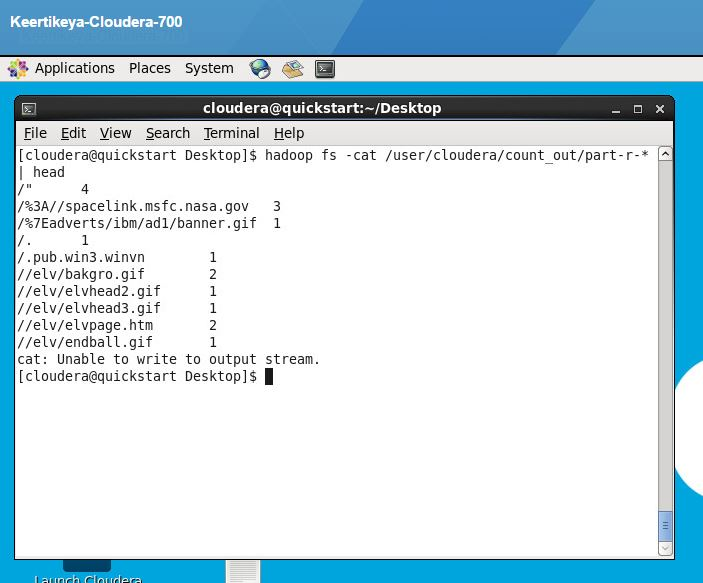 Keertikeya-Cloudera-700
Applications Places System
cloudera@quickstart:~/Desktop
File Edit View Search Terminal Help
[cloudera@quickstart Desktop]$ hadoop fs -cat /user/cloudera/count_out/part-r-*
| head
/" 4
/%3A//spacelink.msfc.nasa.gov 3
/%7Eadverts/ibm/ad1/banner.gif 1
/. 1
/.pub.win3.winvn 1
//elv/bakgro.gif 2
//elv/elvhead2.gif 1
//elv/elvhead3.gif 1
//elv/elvpage.htm 2
//elv/endball.gif 1
cat: Unable to write to output stream.
[cloudera@quickstart Desktop]$
Launch Cloudera